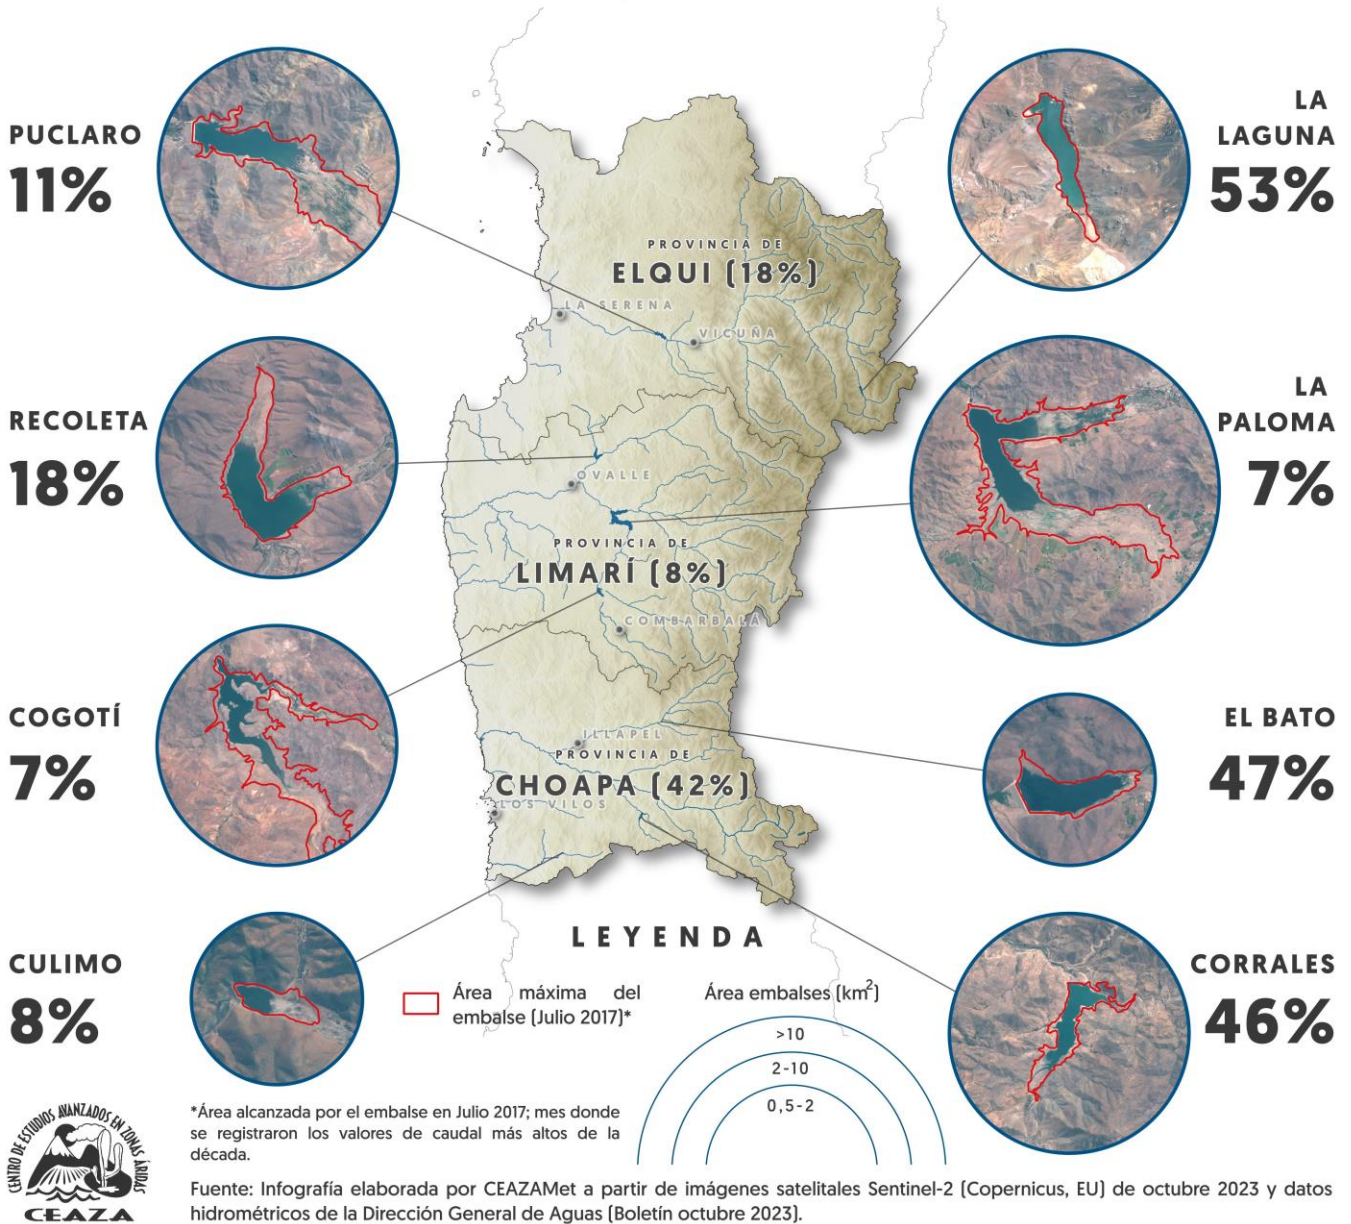 PUCLARO
11%
LA
LAGUNA
53%
PROVINCIA DE
ELQUI (18%)
LA SERENA
VICUÑA
RECOLETA
18%
LA
PALOMA
7%
OVALLE
PROVINCIA DE
LIMARÍ (8%)
COMBARBALÁ
COGOTÍ
7%
EL BATO
47%
ILLAPEL
PROVINCIA DE
CHOAPA (42%)
LOS VILOS
CULIMO
8%
CORRALES
46%
LEYENDA
Área máxima del
embalse (Julio 2017)*
Área embalses (km²)
>10
2-10
0,5-2
*Área alcanzada por el embalse en Julio 2017; mes donde
se registraron los valores de caudal más altos de la
década.
CENTRO DE ESTUDIOS AVANZADOS EN ZONAS ÁRIDAS
CEAZA
Fuente: Infografía elaborada por CEAZAMet a partir de imágenes satelitales Sentinel-2 (Copernicus, EU) de octubre 2023 y datos
hidrométricos de la Dirección General de Aguas (Boletín octubre 2023).